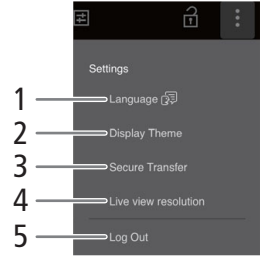 Settings
1 Language
2 Display Theme
3 Secure Transfer
4 Live view resolution
5 Log Out